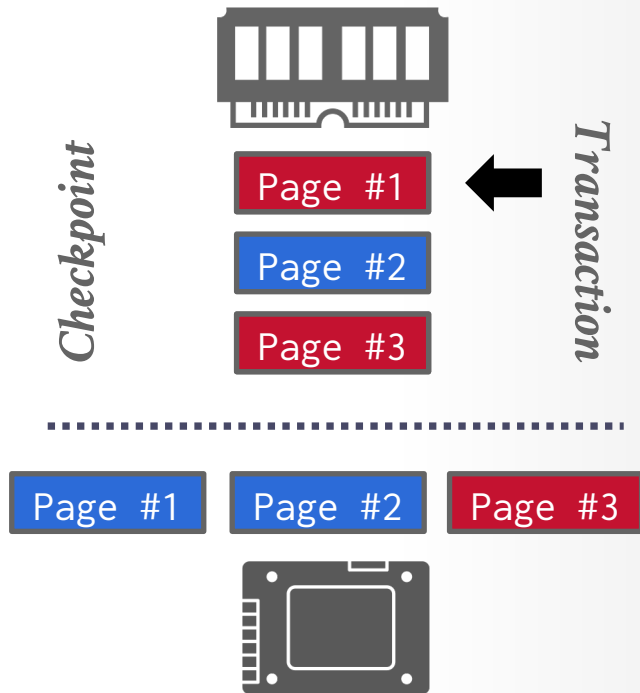 Checkpoint
Transaction
Page #1
Page #2
Page #3
Page #1
Page #2
Page #3